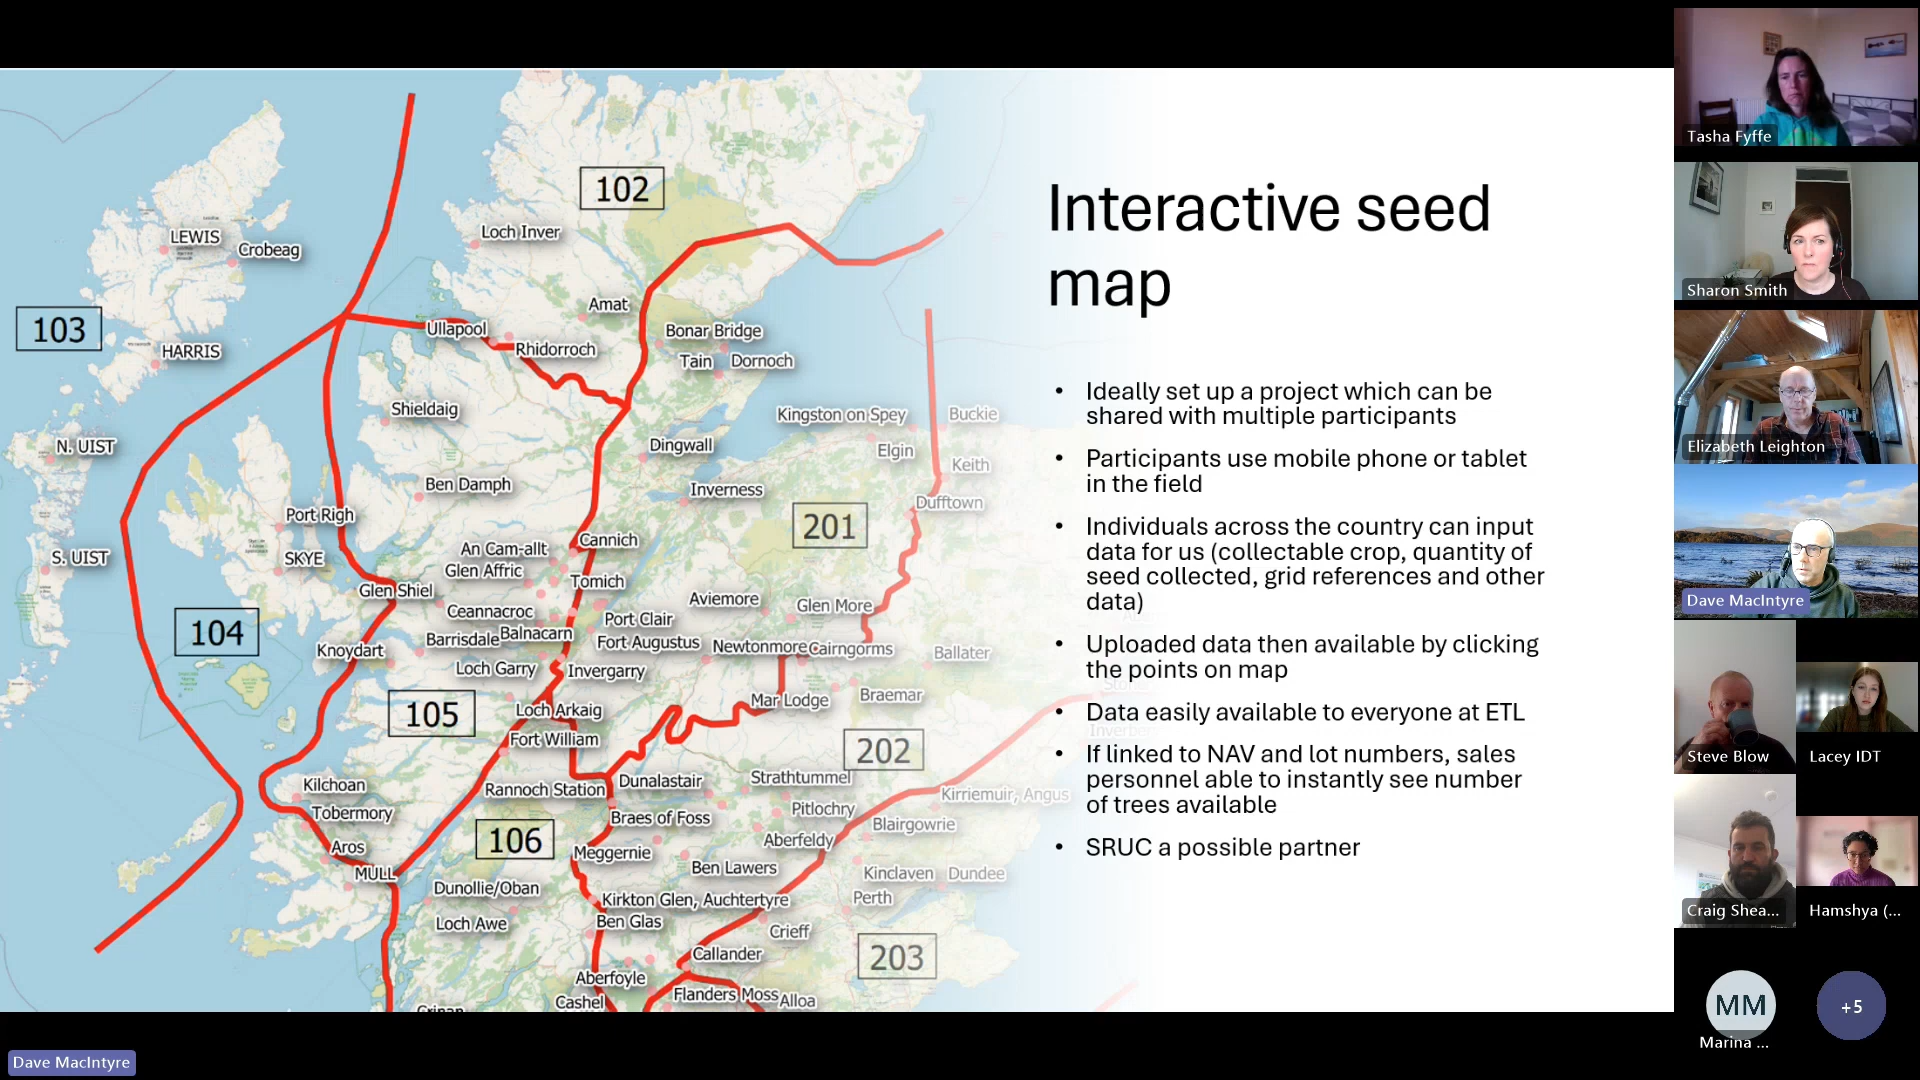 102
Loch Inver
LEWIS
Crobeag
103
HARRIS
Amat
Ullapool
Rhidorroch
Bonar Bridge
Tain
Dornoch
Shieldaig
Kingston on Spey
Buckie
Elgin
Keith
N. UIST
Dingwall
Ben Damph
Inverness
Dufftown
Port Righ
201
Cannich
An Cam-allt
S. UIST
SKYE
Glen Affric
Tomich
Glen Shiel
Aviemore
Glen More
Ceannacroc
Port Clair
104
Barrisdale
Balnacarn
Fort Augustus
Newtonmore
Cairngorms
Ballater
Knoydart
Loch Garry
Invergarry
Braemar
Mar Lodge
105
Loch Arkaig
Fort William
202
Kilchoan
Rannoch Station
Dunalastair
Strathtummel
Kirriemuir, Angus
Tobermory
Braes of Foss
Pitlochry
Blairgowrie
106
Aros
Meggernie
Aberfeldy
MULL
Ben Lawers
Kinclaven
Dundee
Dunollie/Oban
Kirkton Glen, Auchtertyre
Perth
Loch Awe
Ben Glas
Crieff
Callander
203
Aberfoyle
Cashel
Flanders Moss
Alloa
Interactive seed
map
• Ideally set up a project which can be
shared with multiple participants
• Participants use mobile phone or tablet
in the field
• Individuals across the country can input
data for us (collectable crop, quantity of
seed collected, grid references and other
data)
• Uploaded data then available by clicking
the points on map
• Data easily available to everyone at ETL
• If linked to NAV and lot numbers, sales
personnel able to instantly see number
of trees available
• SRUC a possible partner
Tasha Fyffe
Sharon Smith
Elizabeth Leighton
Dave MacIntyre
Steve Blow
Lacey IDT
Craig Shea...
Hamshya (...
MM
+5
Marina ...
Dave MacIntyre